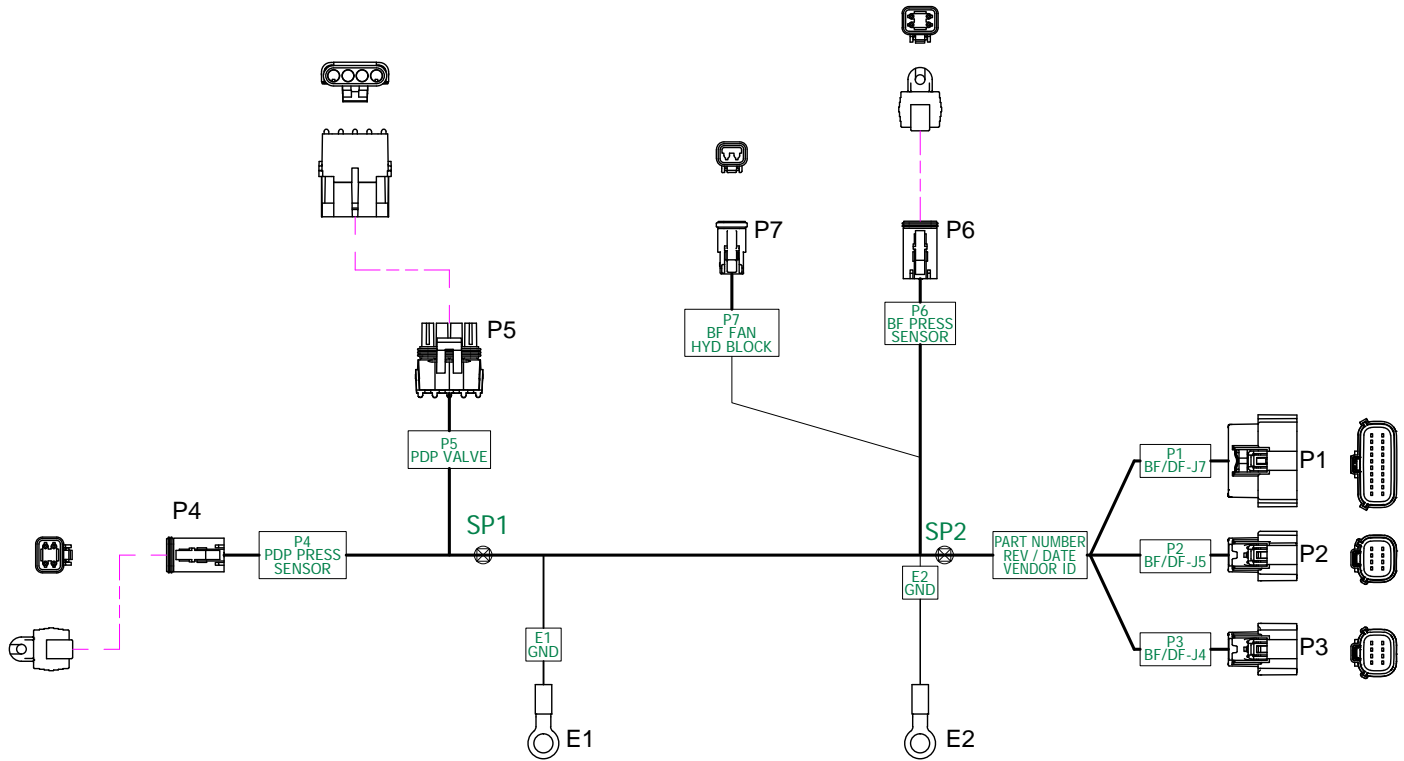 P7
P6
P7
BF FAN
HYD BLOCK
P6
BF PRESS
SENSOR
P5
P5
PDP VALVE
P1
BF/DF-J7
P1
P4
SP1
SP2
P4
PDP PRESS
SENSOR
PART NUMBER
REV / DATE
VENDOR ID
P2
BF/DF-J5
P2
E2
GND
E1
GND
P3
BF/DF-J4
P3
E1
E2